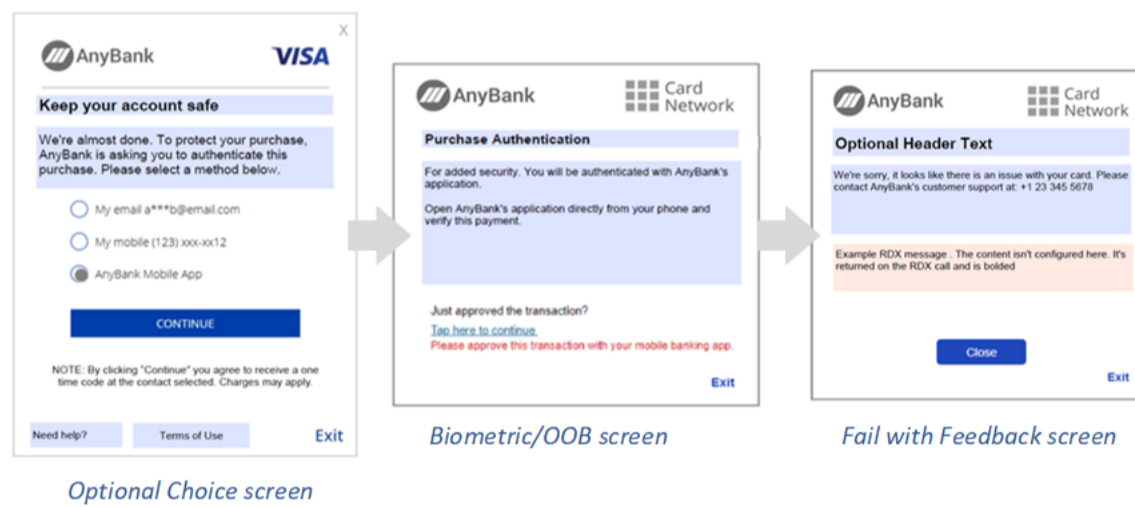 X
AnyBank
VISA
Keep your account safe
We're almost done. To protect your purchase,
AnyBank is asking you to authenticate this
purchase. Please select a method below.
My email a***b@email.com
My mobile (123) xxx-xx12
AnyBank Mobile App
CONTINUE
NOTE: By clicking "Continue" you agree to receive a one
time code at the contact selected. Charges may apply.
Need help?
Terms of Use
Exit
Optional Choice screen
AnyBank
Card
Network
Purchase Authentication
For added security. You will be authenticated with AnyBank's
application.
Open AnyBank's application directly from your phone and
verify this payment.
Just approved the transaction?
Tap here to continue.
Please approve this transaction with your mobile banking app.
Exit
Biometric/OOB screen
AnyBank
Card
Network
Optional Header Text
We're sorry, it looks like there is an issue with your card. Please
contact AnyBank's customer support at: +1 23 345 5678
Example RDX message . The content isn't configured here. It's
returned on the RDX call and is bolded
Close
Exit
Fail with Feedback screen